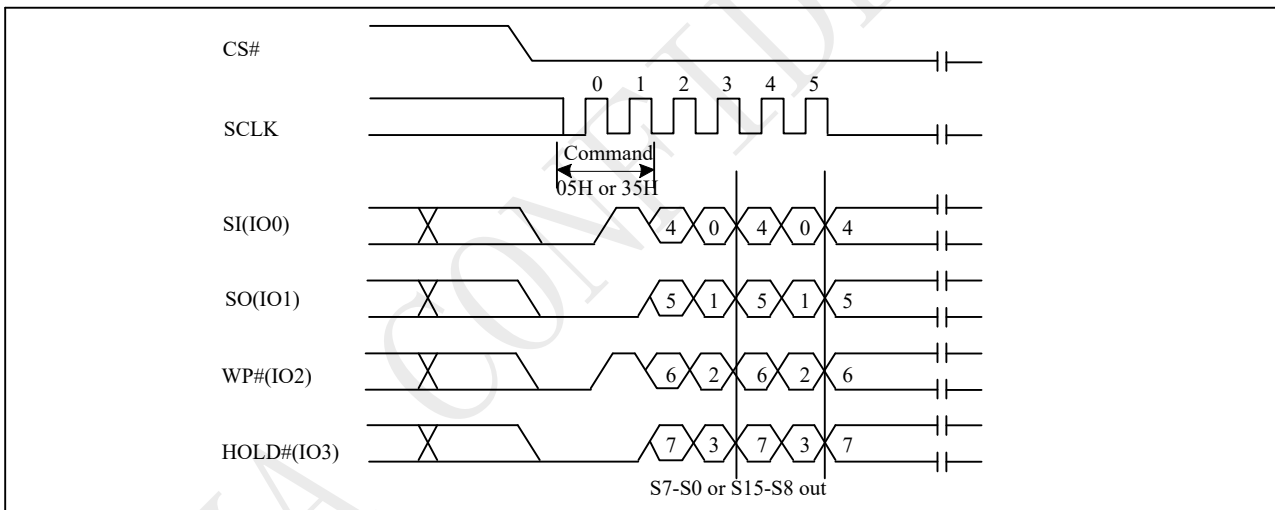 CS#
0 1 2 3 4 5
SCLK
Command
05H or 35H
SI(IO0) 4 0 4 0 4
SO(IO1) 5 1 5 1 5
WP#(IO2) 6 2 6 2 6
HOLD#(IO3) 7 3 7 3 7
S7-S0 or S15-S8 out